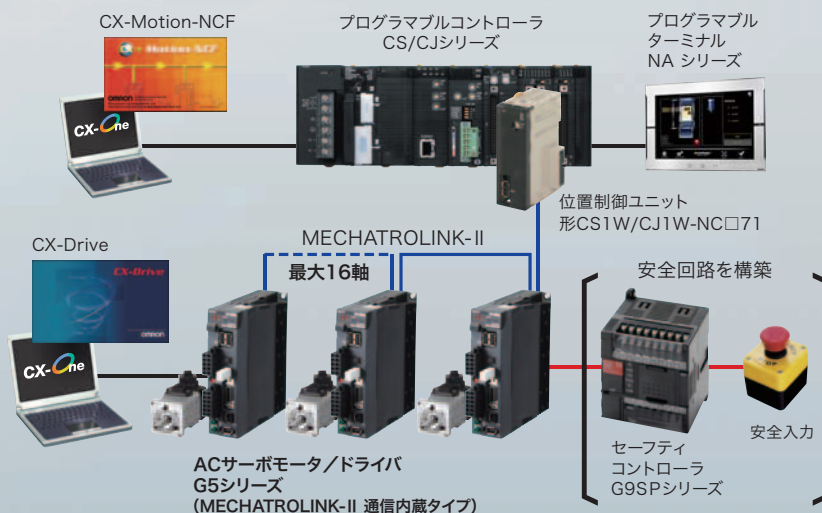 CX-Motion-NCF
プログラマブルコントローラ
CS/CJシリーズ
プログラマブル
ターミナル
NA シリーズ
Motion-NCF
OMRON
CX-One
位置制御ユニット
形CS1W/CJ1W-NC□71
CX-Drive
MECHATROLINK-Ⅱ
最大16軸
安全回路を構築
CX-Drive
OMRON
CX-One
ACサーボモータ／ドライバ
G5シリーズ
（MECHATROLINK-Ⅱ 通信内蔵タイプ）
セーフティ
コントローラ
G9SPシリーズ
安全入力